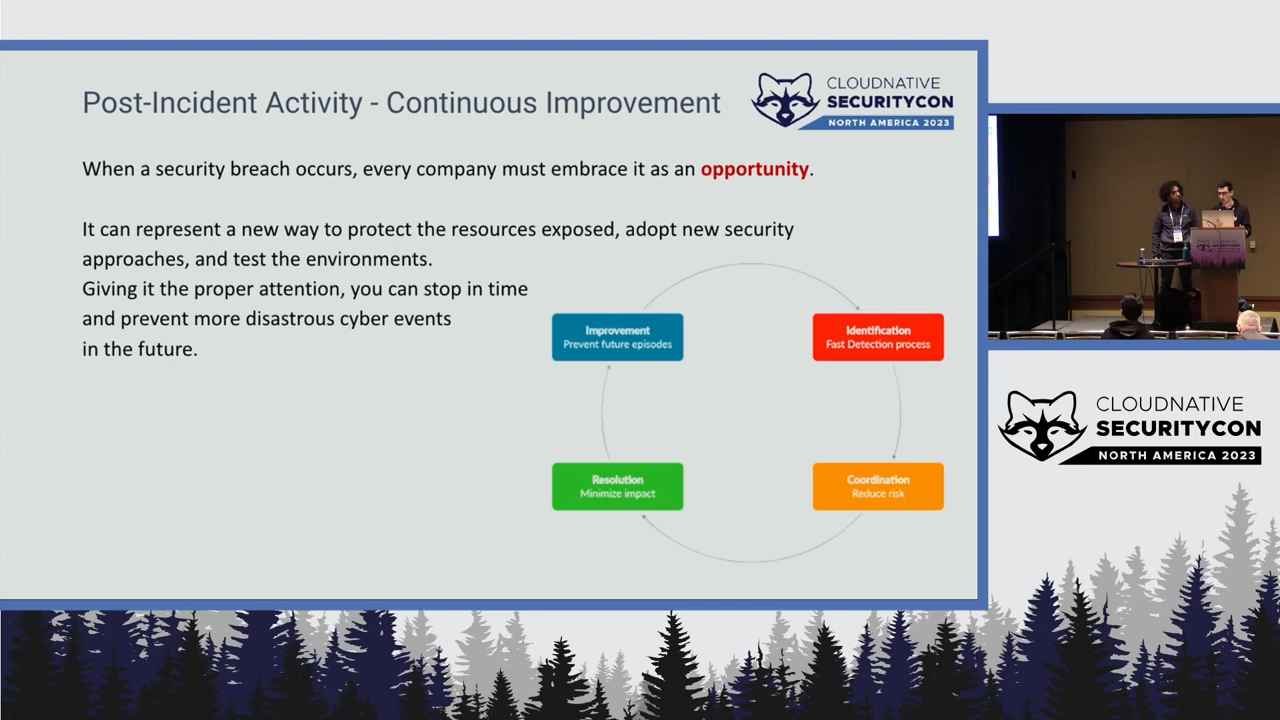 Post-Incident Activity - Continuous Improvement
CLOUDNATIVE
SECURITYCON
NORTH AMERICA 2023
When a security breach occurs, every company must embrace it as an opportunity.
It can represent a new way to protect the resources exposed, adopt new security
approaches, and test the environments.
Giving it the proper attention, you can stop in time
and prevent more disastrous cyber events
in the future.
Improvement
Prevent future episodes
Identification
Fast Detection process
Resolution
Minimize impact
Coordination
Reduce risk
CLOUDNATIVE
SECURITYCON
NORTH AMERICA 2023